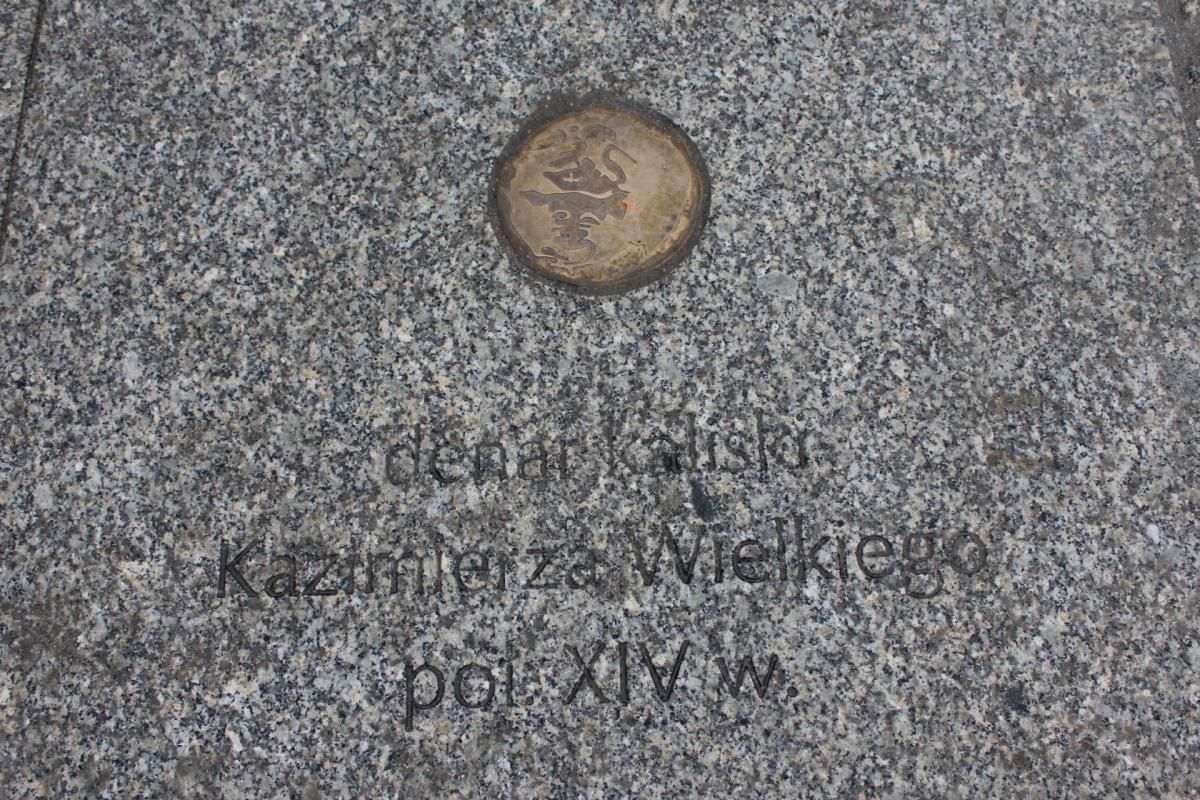 denar kaliski
Kazimierza Wielkiego
poł. XIV w.